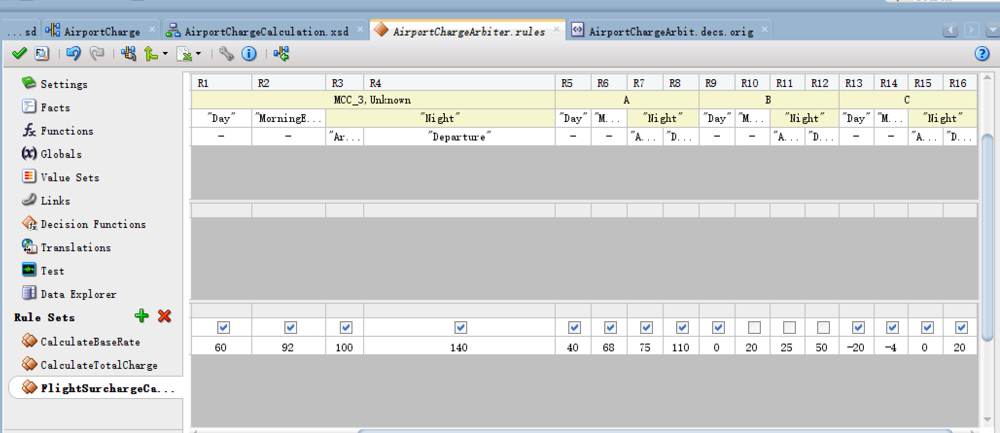 ...sd AirportCharge AirportChargeCalculation.xsd AirportChargeArbiter.rules AirportChargeArbit.decs.orig
Settings
Facts
Functions
Globals
Value Sets
Links
Decision Functions
Translations
Test
Data Explorer
Rule Sets
CalculateBaseRate
CalculateTotalCharge
FlightSurchargeCa...
R1 R2 R3 R4 R5 R6 R7 R8 R9 R10 R11 R12 R13 R14 R15 R16
MCC_3, Unknown A B C
"Day" "MorningE... "Night" "Day" "M... "Night" "Day" "M... "Night" "Day" "M... "Night"
– – "Ar... "Departure" – – "A... "D... – – "A... "D... – – "A... "D...
60 92 100 140 40 68 75 110 0 20 25 50 -20 -4 0 20